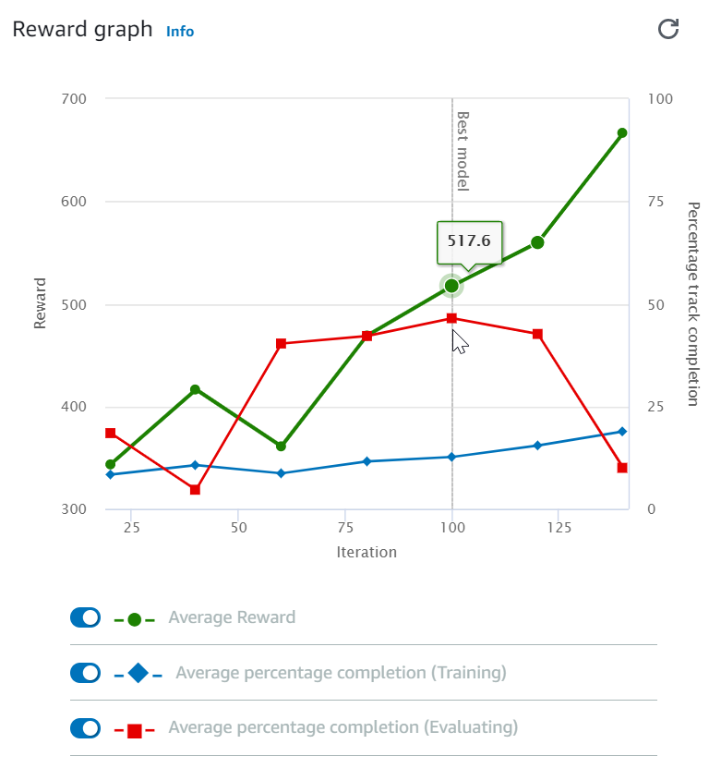 Reward graph Info
700
600
500
400
300
Reward
100
75
50
25
0
Percentage track completion
Best model
517.6
25 50 75 100 125
Iteration
Average Reward
Average percentage completion (Training)
Average percentage completion (Evaluating)